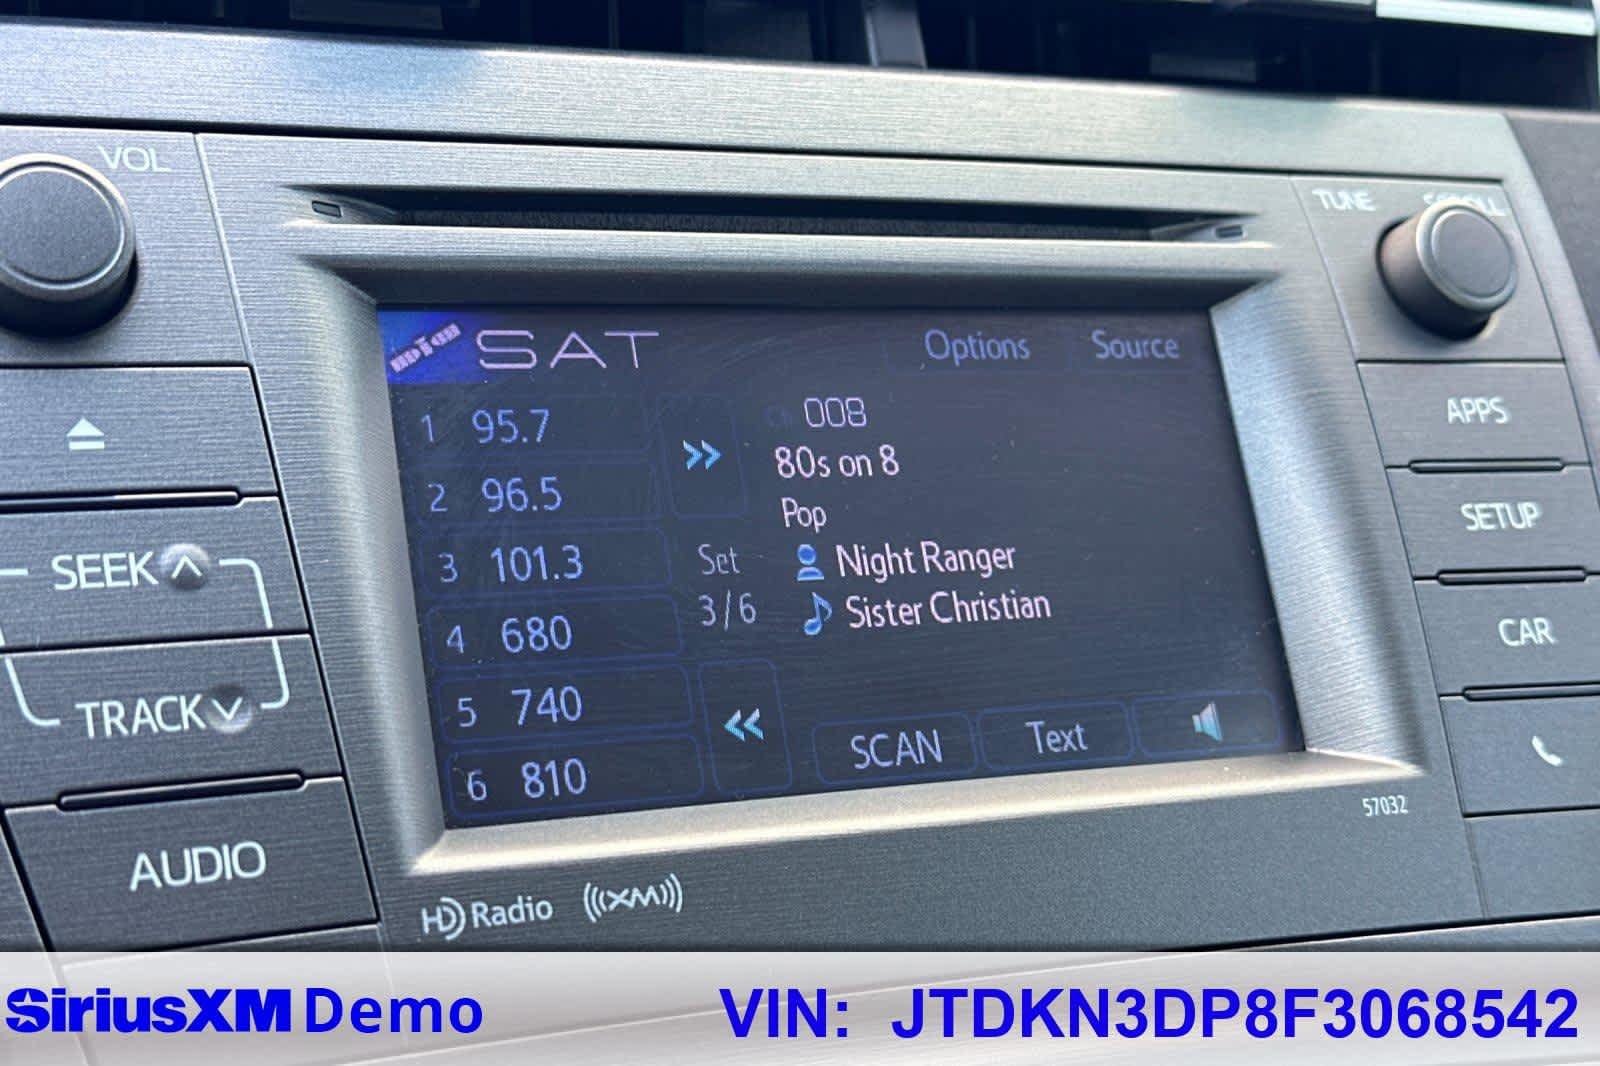 VOL
TUNE SCROLL
SAT
Options
Source
1 95.7
2 96.5
3 101.3
4 680
5 740
6 810
Set
3/6
CH 008
80s on 8
Pop
Night Ranger
Sister Christian
SCAN
Text
SEEK
TRACK
AUDIO
APPS
SETUP
CAR
57032
HD Radio
((XM))
SiriusXM Demo
VIN: JTDKN3DP8F3068542